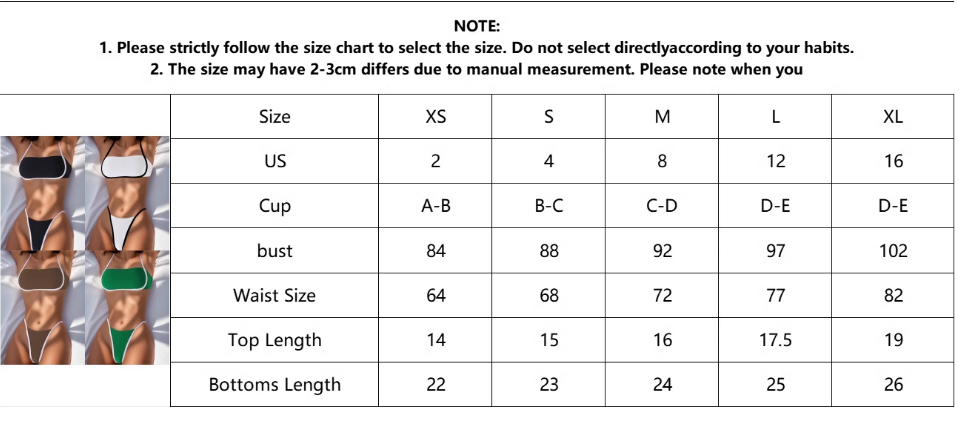 NOTE:
1. Please strictly follow the size chart to select the size. Do not select directlyaccording to your habits.
2. The size may have 2-3cm differs due to manual measurement. Please note when you
Size XS S M L XL
US 2 4 8 12 16
Cup A-B B-C C-D D-E D-E
bust 84 88 92 97 102
Waist Size 64 68 72 77 82
Top Length 14 15 16 17.5 19
Bottoms Length 22 23 24 25 26